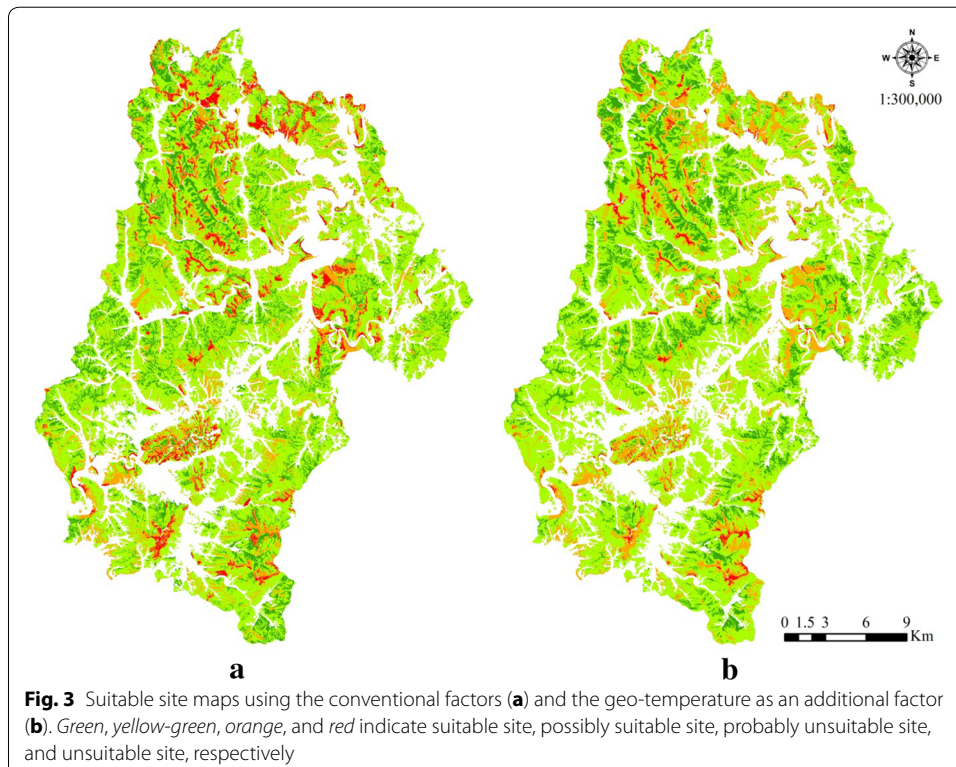 N
W E
S
1:300,000
0 1.5 3 6 9
Km
a b
Fig. 3 Suitable site maps using the conventional factors (a) and the geo-temperature as an additional factor
(b). Green, yellow-green, orange, and red indicate suitable site, possibly suitable site, probably unsuitable site,
and unsuitable site, respectively